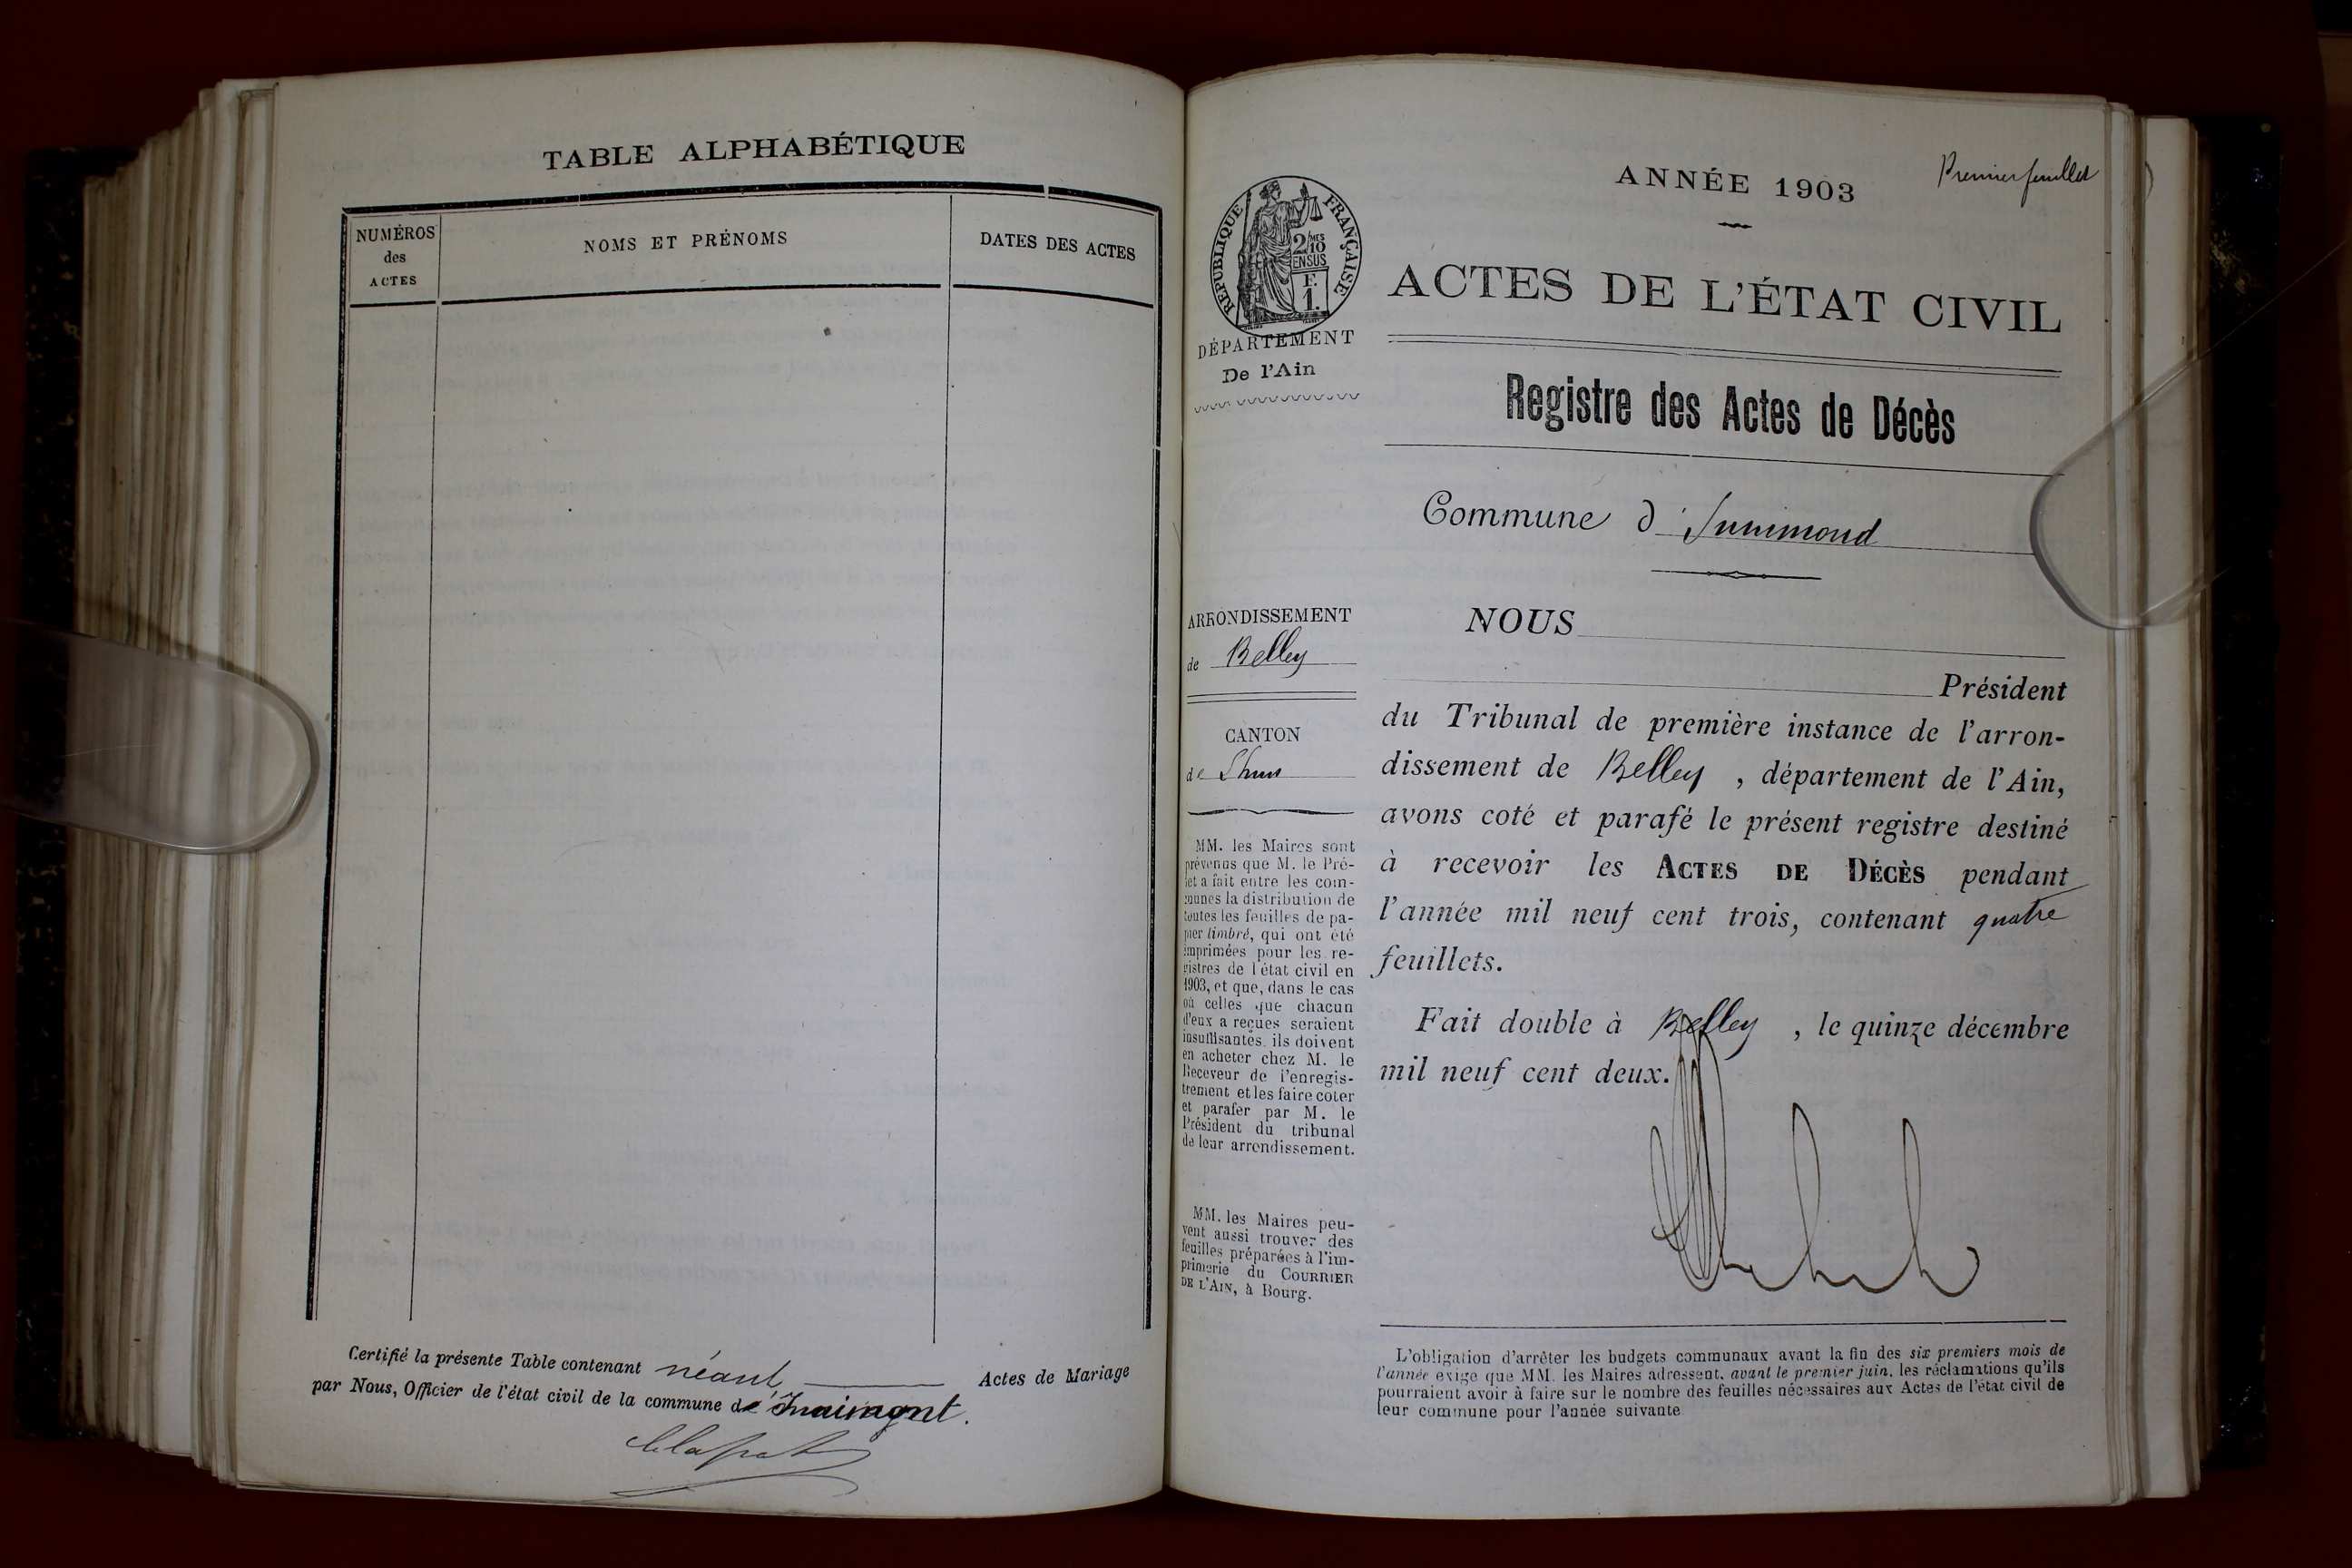 TABLE ALPHABÉTIQUE
NUMÉROS
des
ACTES
NOMS ET PRÉNOMS
DATES DES ACTES
Certifié la présente Table contenant néant Actes de Mariage
par Nous, Officier de l'état civil de la commune de
Premier feuillet
ANNÉE 1903
RÉPUBLIQUE FRANÇAISE
2 MES
10
EN SUS
F.
1.
DÉPARTEMENT
De l'Ain
ACTES DE L'ÉTAT CIVIL
Registre des Actes de Décès
Commune d'
ARRONDISSEMENT
de Belley
CANTON
de Lhuis
MM. les Maires sont
prévenus que M. le Pré-
fet a fait entre les com-
munes la distribution de
toutes les feuilles de pa-
pier timbré, qui ont été
imprimées pour les re-
gistres de l'état civil en
1903, et que, dans le cas
où celles que chacun
d'eux a reçues seraient
insuffisantes, ils doivent
en acheter chez M. le
Receveur de l'enregis-
trement et les faire coter
et parafer par M. le
Président du tribunal
de leur arrondissement.
MM. les Maires peu-
vent aussi trouver des
feuilles préparées à l'im-
primerie du COURRIER
DE L'AIN, à Bourg.
NOUS
Président
du Tribunal de première instance de l'arron-
dissement de Belley , département de l'Ain,
avons coté et parafé le présent registre destiné
à recevoir les ACTES DE DÉCÈS pendant
l'année mil neuf cent trois, contenant quatre
feuillets.
Fait double à Belley , le quinze décembre
mil neuf cent deux.
L'obligation d'arrêter les budgets communaux avant la fin des six premiers mois de
l'année exige que MM. les Maires adressent, avant le premier juin, les réclamations qu'ils
pourraient avoir à faire sur le nombre des feuilles nécessaires aux Actes de l'état civil de
leur commune pour l'année suivante